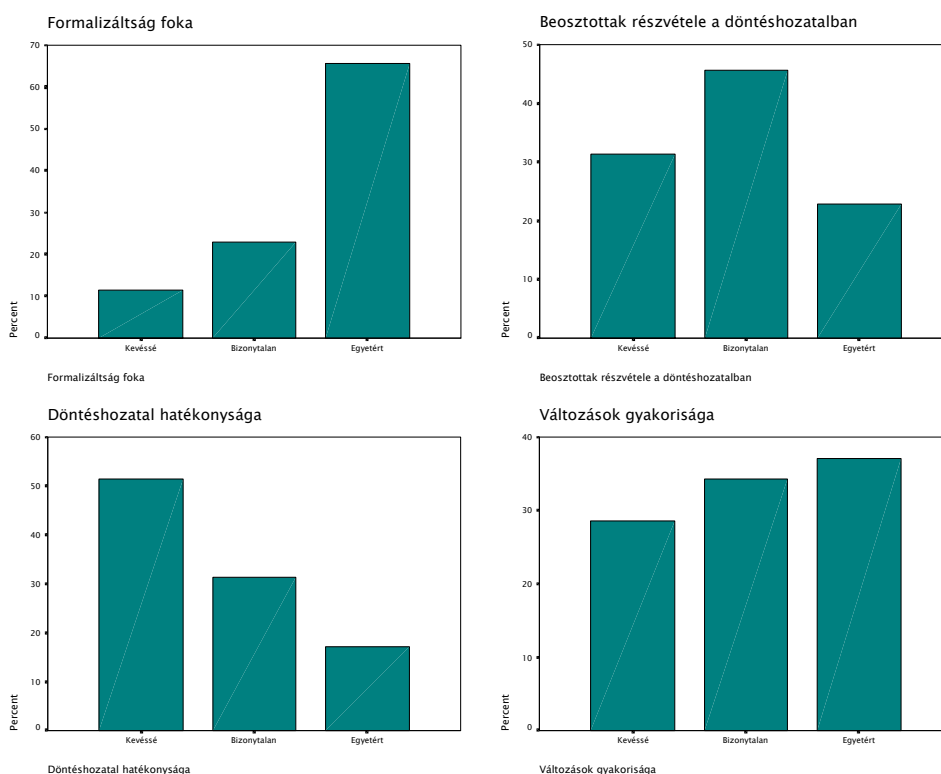 Formalizáltság foka
70
60
50
40
30
20
10
0
Percent
Kevéssé Bizonytalan Egyetért
Formalizáltság foka
Beosztottak részvétele a döntéshozatalban
50
40
30
20
10
0
Percent
Kevéssé Bizonytalan Egyetért
Beosztottak részvétele a döntéshozatalban
Döntéshozatal hatékonysága
60
50
40
30
20
10
0
Percent
Kevéssé Bizonytalan Egyetért
Döntéshozatal hatékonysága
Változások gyakorisága
40
30
20
10
0
Percent
Kevéssé Bizonytalan Egyetért
Változások gyakorisága